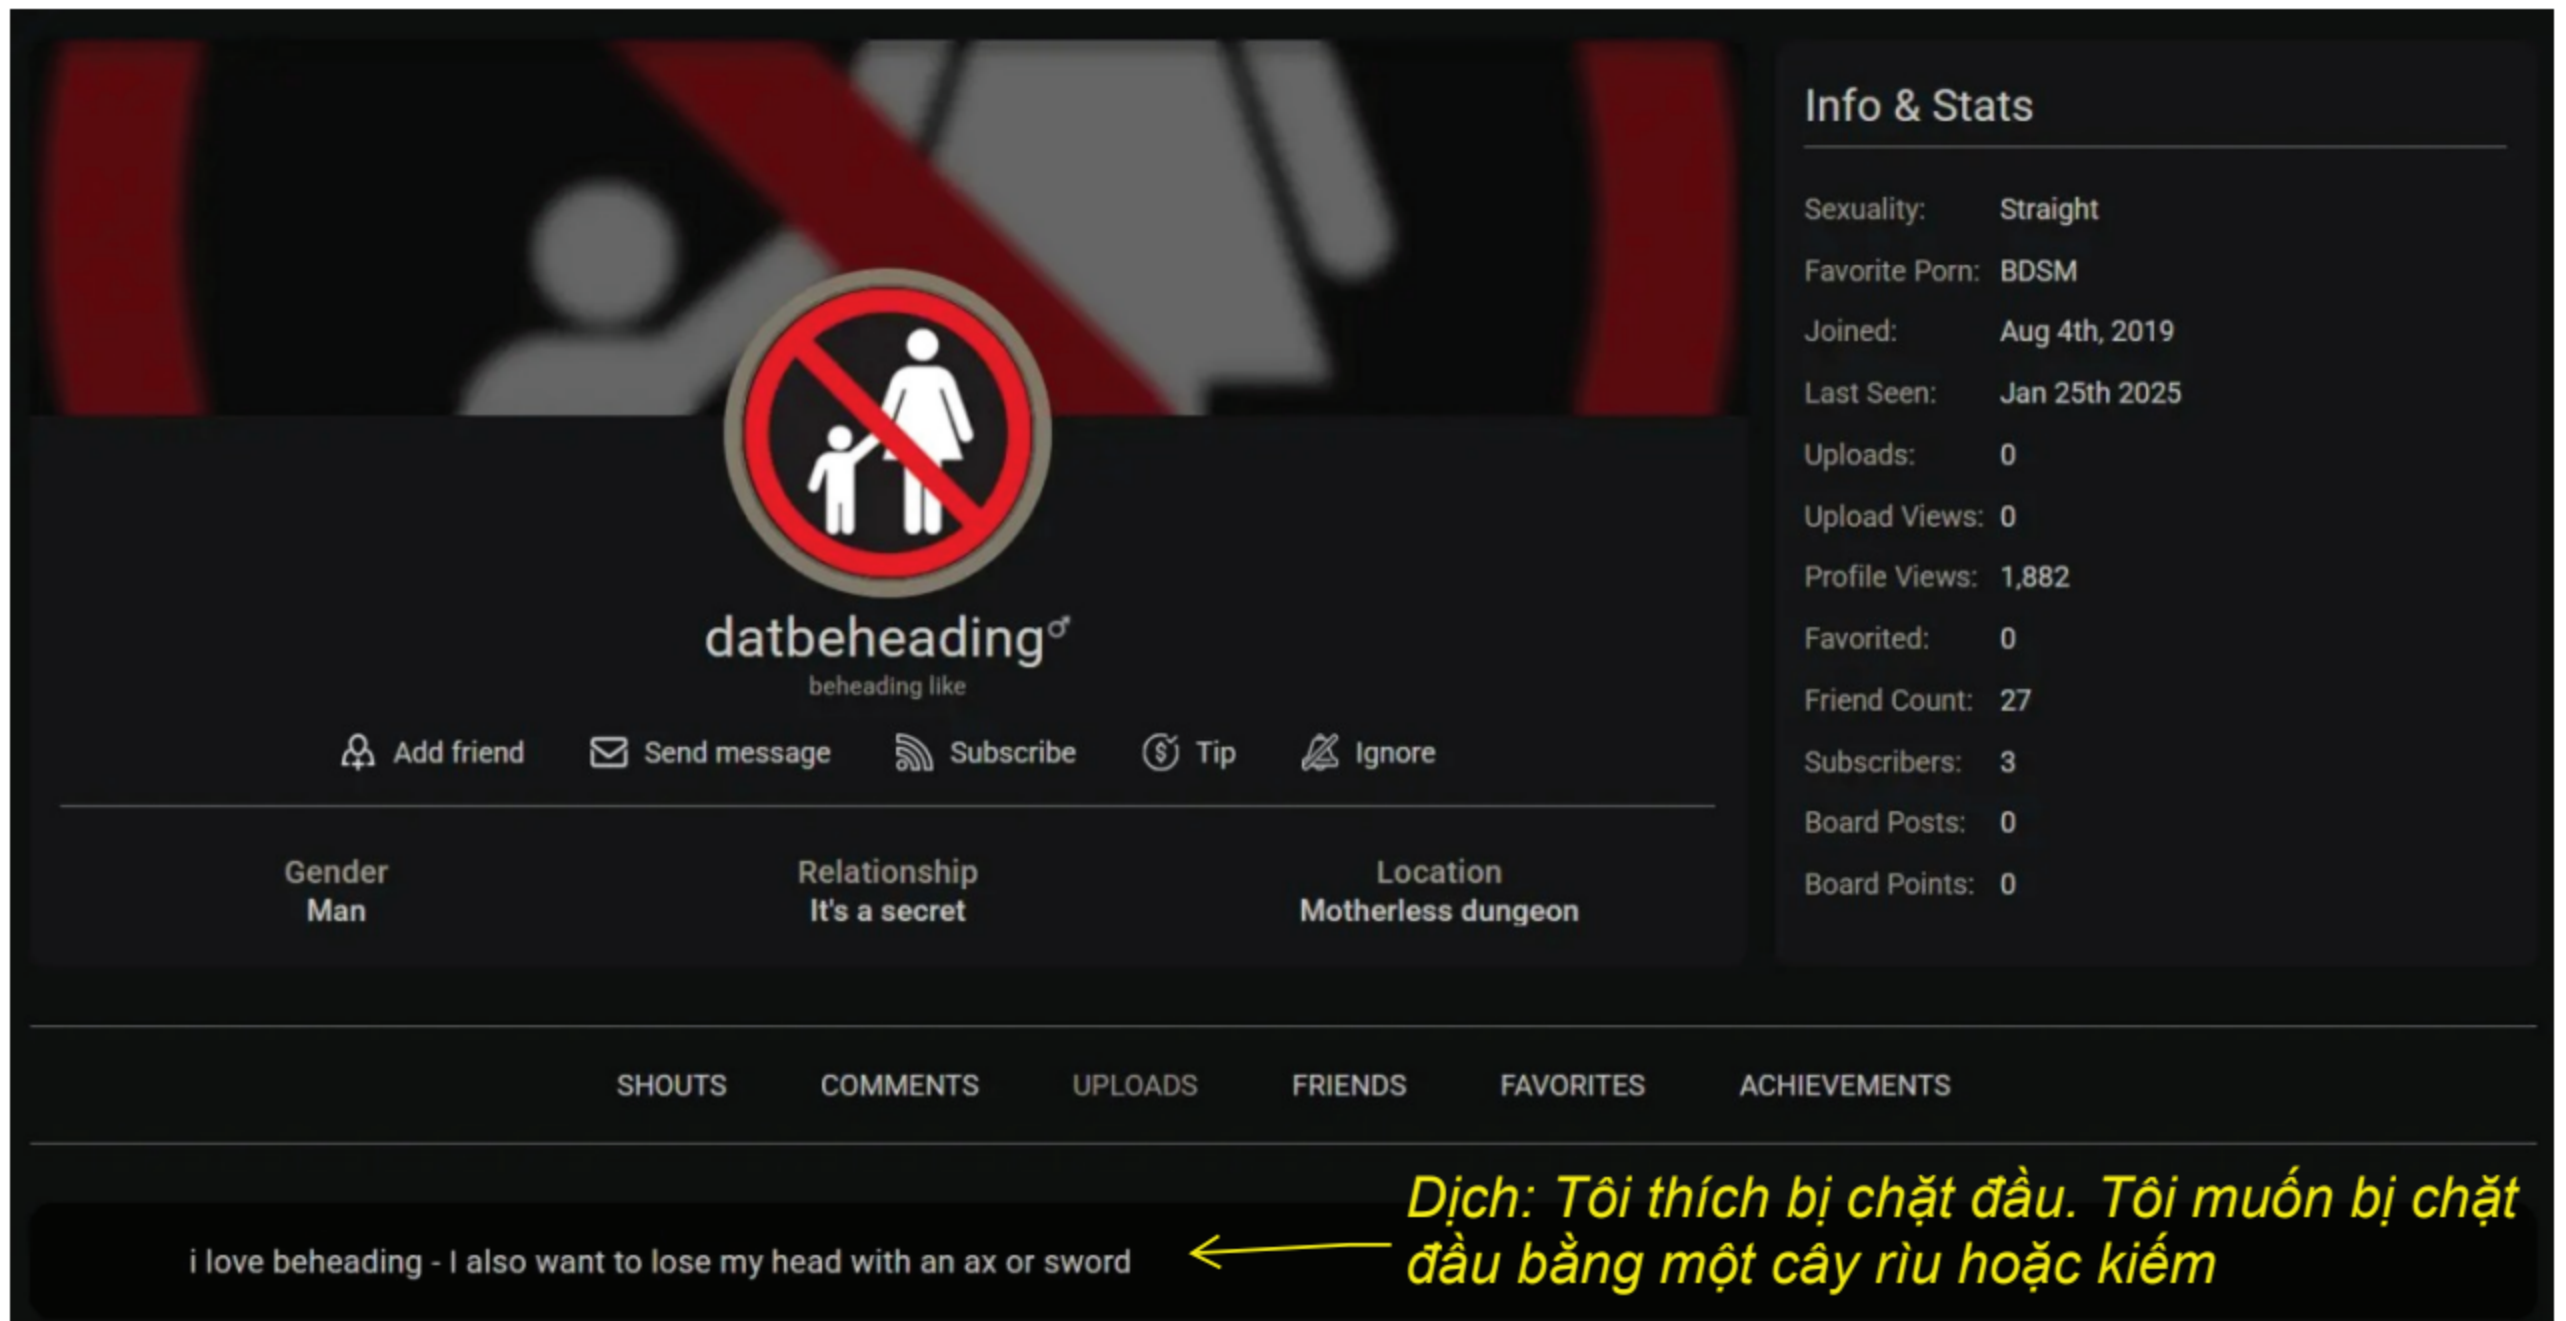 Info & Stats
Sexuality: Straight
Favorite Porn: BDSM
Joined: Aug 4th, 2019
Last Seen: Jan 25th 2025
Uploads: 0
Upload Views: 0
Profile Views: 1,882
Favorited: 0
Friend Count: 27
Subscribers: 3
Board Posts: 0
Board Points: 0
datbeheading♂
beheading like
Add friend Send message Subscribe Tip Ignore
Gender Relationship Location
Man It's a secret Motherless dungeon
SHOUTS COMMENTS UPLOADS FRIENDS FAVORITES ACHIEVEMENTS
i love beheading - I also want to lose my head with an ax or sword
Dịch: Tôi thích bị chặt đầu. Tôi muốn bị chặt
đầu bằng một cây rìu hoặc kiếm